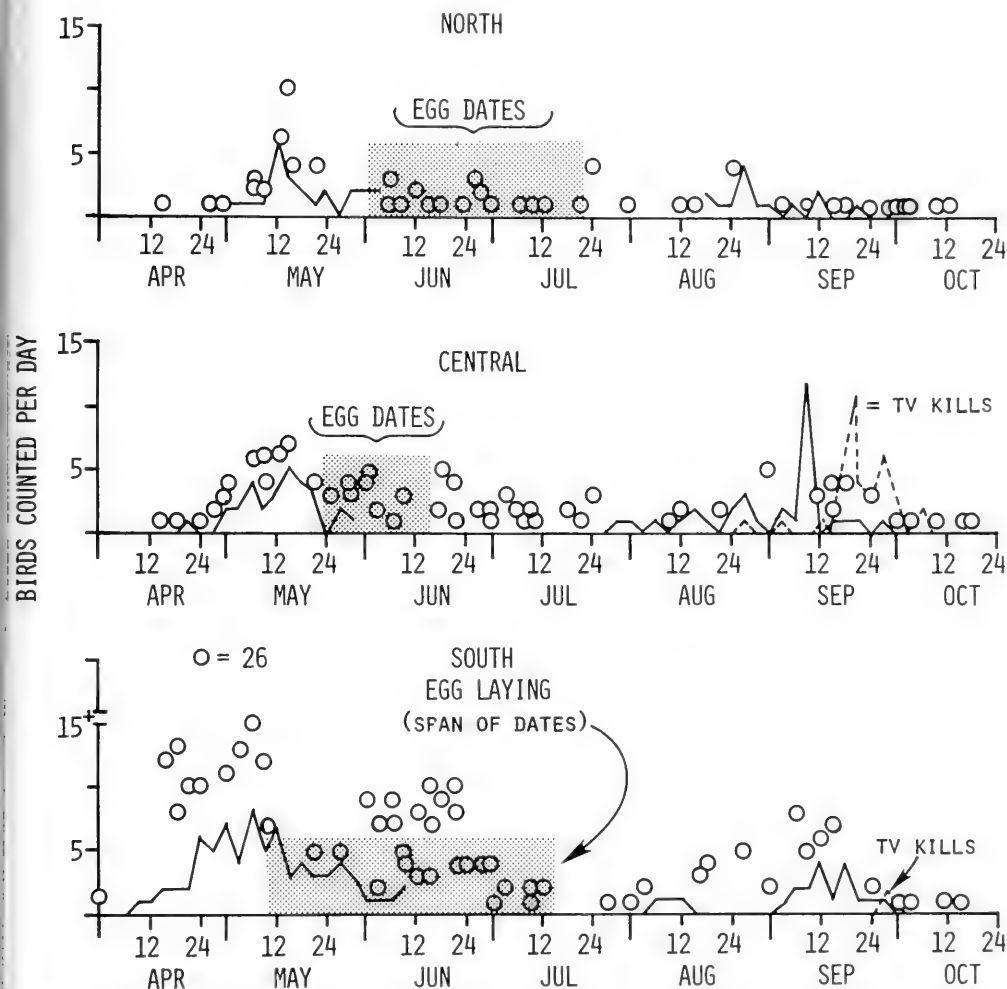 NORTH
15
5
EGG DATES
12 24 12 24 12 24 12 24 12 24 12 24 12 24
APR MAY JUN JUL AUG SEP OCT
BIRDS COUNTED PER DAY
CENTRAL
15
5
EGG DATES
= TV KILLS
12 24 12 24 12 24 12 24 12 24 12 24 12 24
APR MAY JUN JUL AUG SEP OCT
O = 26
SOUTH
EGG LAYING
(SPAN OF DATES)
15+
5
TV KILLS
12 24 12 24 12 24 12 24 12 24 12 24 12 24
APR MAY JUN JUL AUG SEP OCT